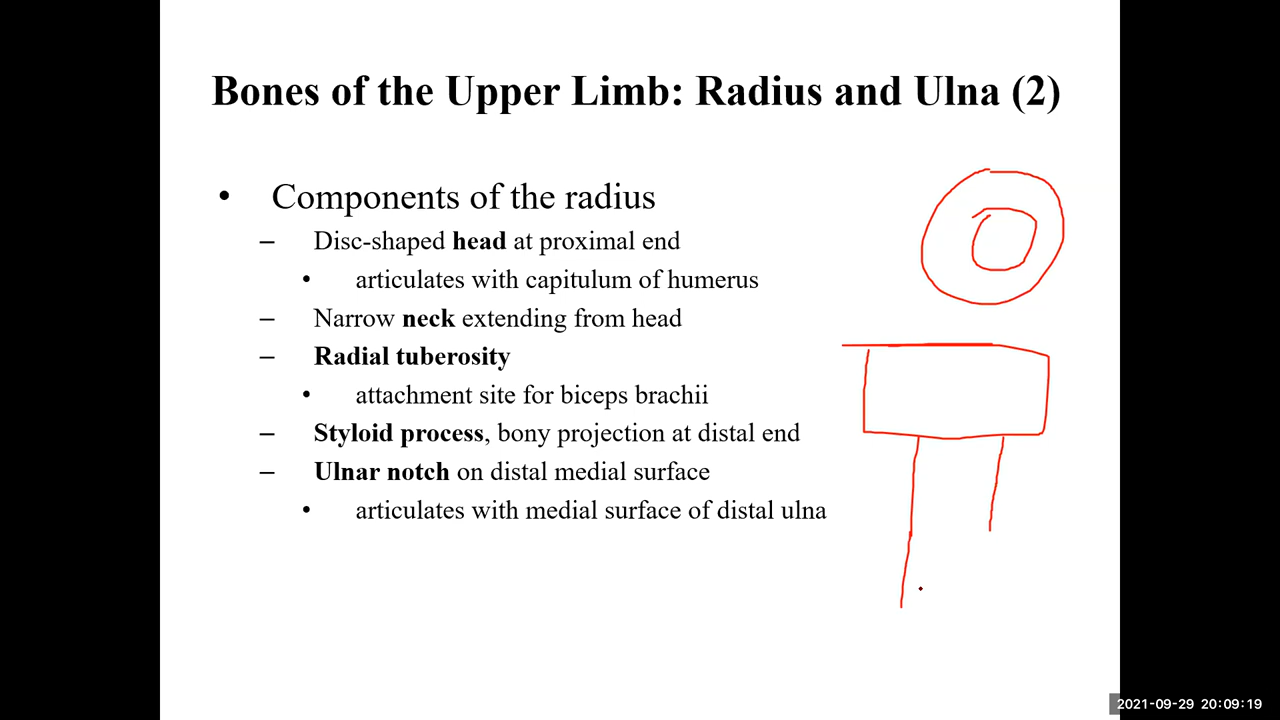 Bones of the Upper Limb: Radius and Ulna (2)
• Components of the radius
– Disc-shaped head at proximal end
• articulates with capitulum of humerus
– Narrow neck extending from head
– Radial tuberosity
• attachment site for biceps brachii
– Styloid process, bony projection at distal end
– Ulnar notch on distal medial surface
• articulates with medial surface of distal ulna
2021-09-29 20:09:19